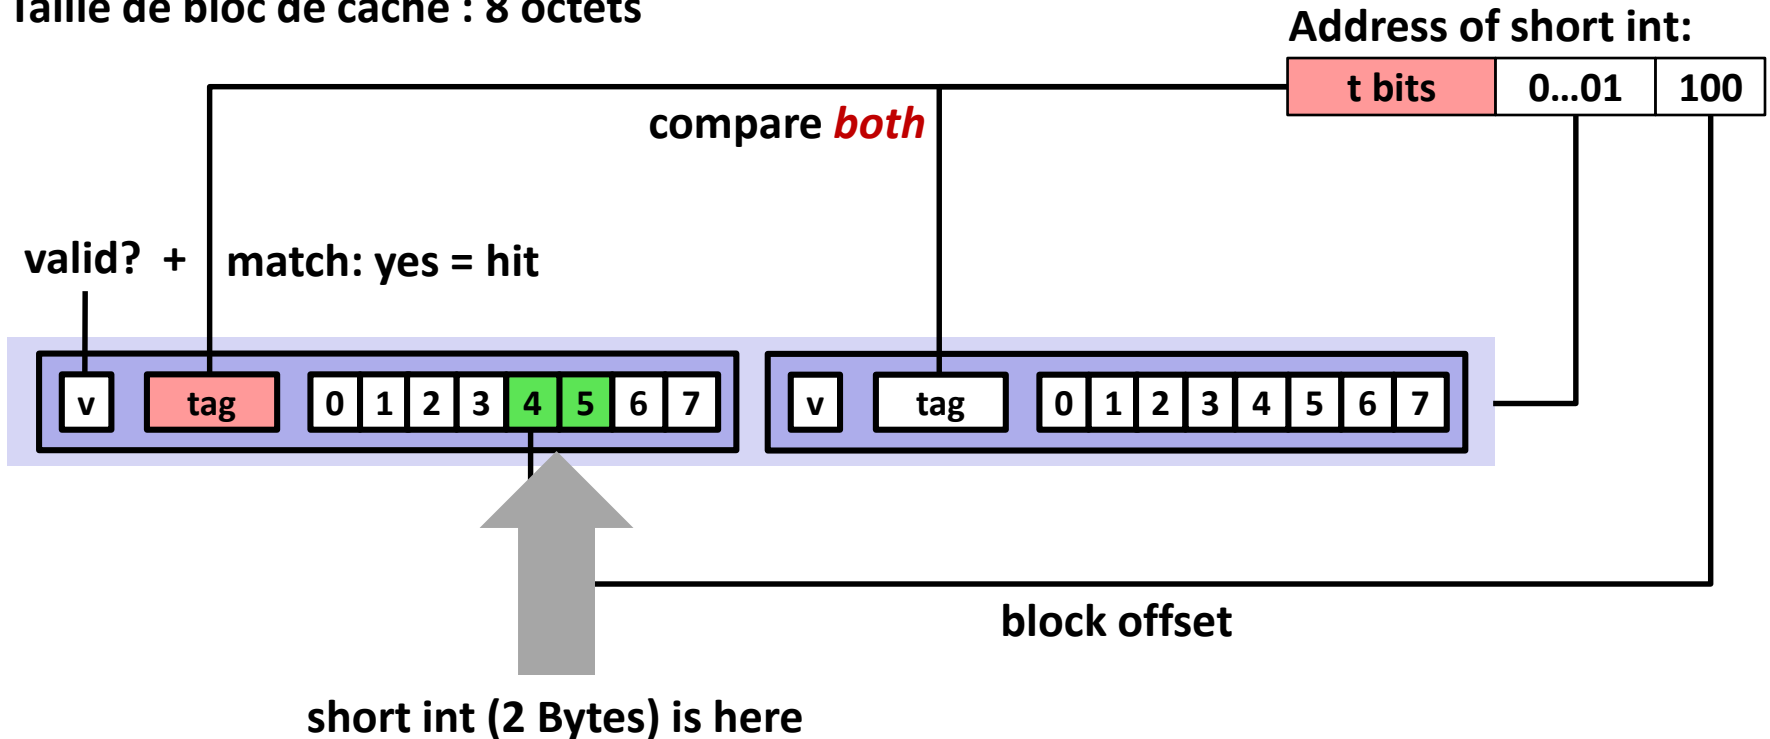 Taille de bloc de cache : 8 octets
Address of short int:
t bits 0...01 100
compare both
valid? + match: yes = hit
v tag 0 1 2 3 4 5 6 7 v tag 0 1 2 3 4 5 6 7
block offset
short int (2 Bytes) is here